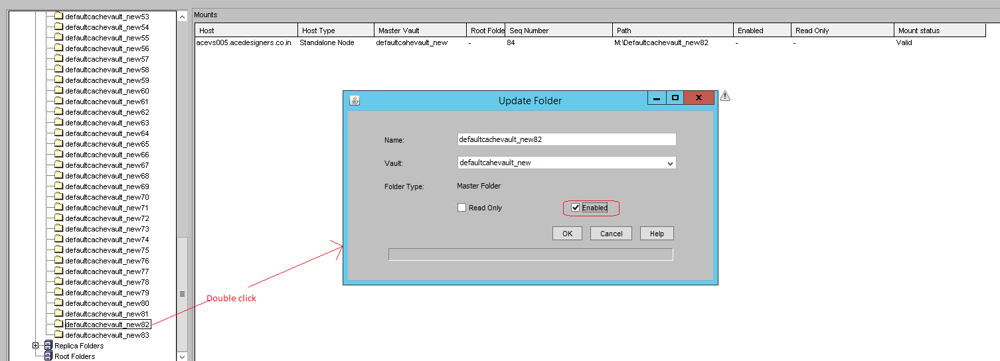 defaultcachevault_new53
defaultcachevault_new54
defaultcachevault_new55
defaultcachevault_new56
defaultcachevault_new57
defaultcachevault_new58
defaultcachevault_new59
defaultcachevault_new60
defaultcachevault_new61
defaultcachevault_new62
defaultcachevault_new63
defaultcachevault_new64
defaultcachevault_new65
defaultcachevault_new66
defaultcachevault_new67
defaultcachevault_new68
defaultcachevault_new69
defaultcachevault_new70
defaultcachevault_new71
defaultcachevault_new72
defaultcachevault_new73
defaultcachevault_new74
defaultcachevault_new75
defaultcachevault_new76
defaultcachevault_new77
defaultcachevault_new78
defaultcachevault_new79
defaultcachevault_new80
defaultcachevault_new81
defaultcachevault_new82
defaultcachevault_new83
Replica Folders
Root Folders
Mounts
Host Host Type Master Vault Root Folde Seq Number Path Enabled Read Only Mount status
acevs005.acedesigners.co.in Standalone Node defaultcahevault_new - 84 M:\Defaultcachevault_new82 - - Valid
Update Folder
Name: defaultcachevault_new82
Vault: defaultcahevault_new
Folder Type: Master Folder
Read Only Enabled
OK Cancel Help
Double click